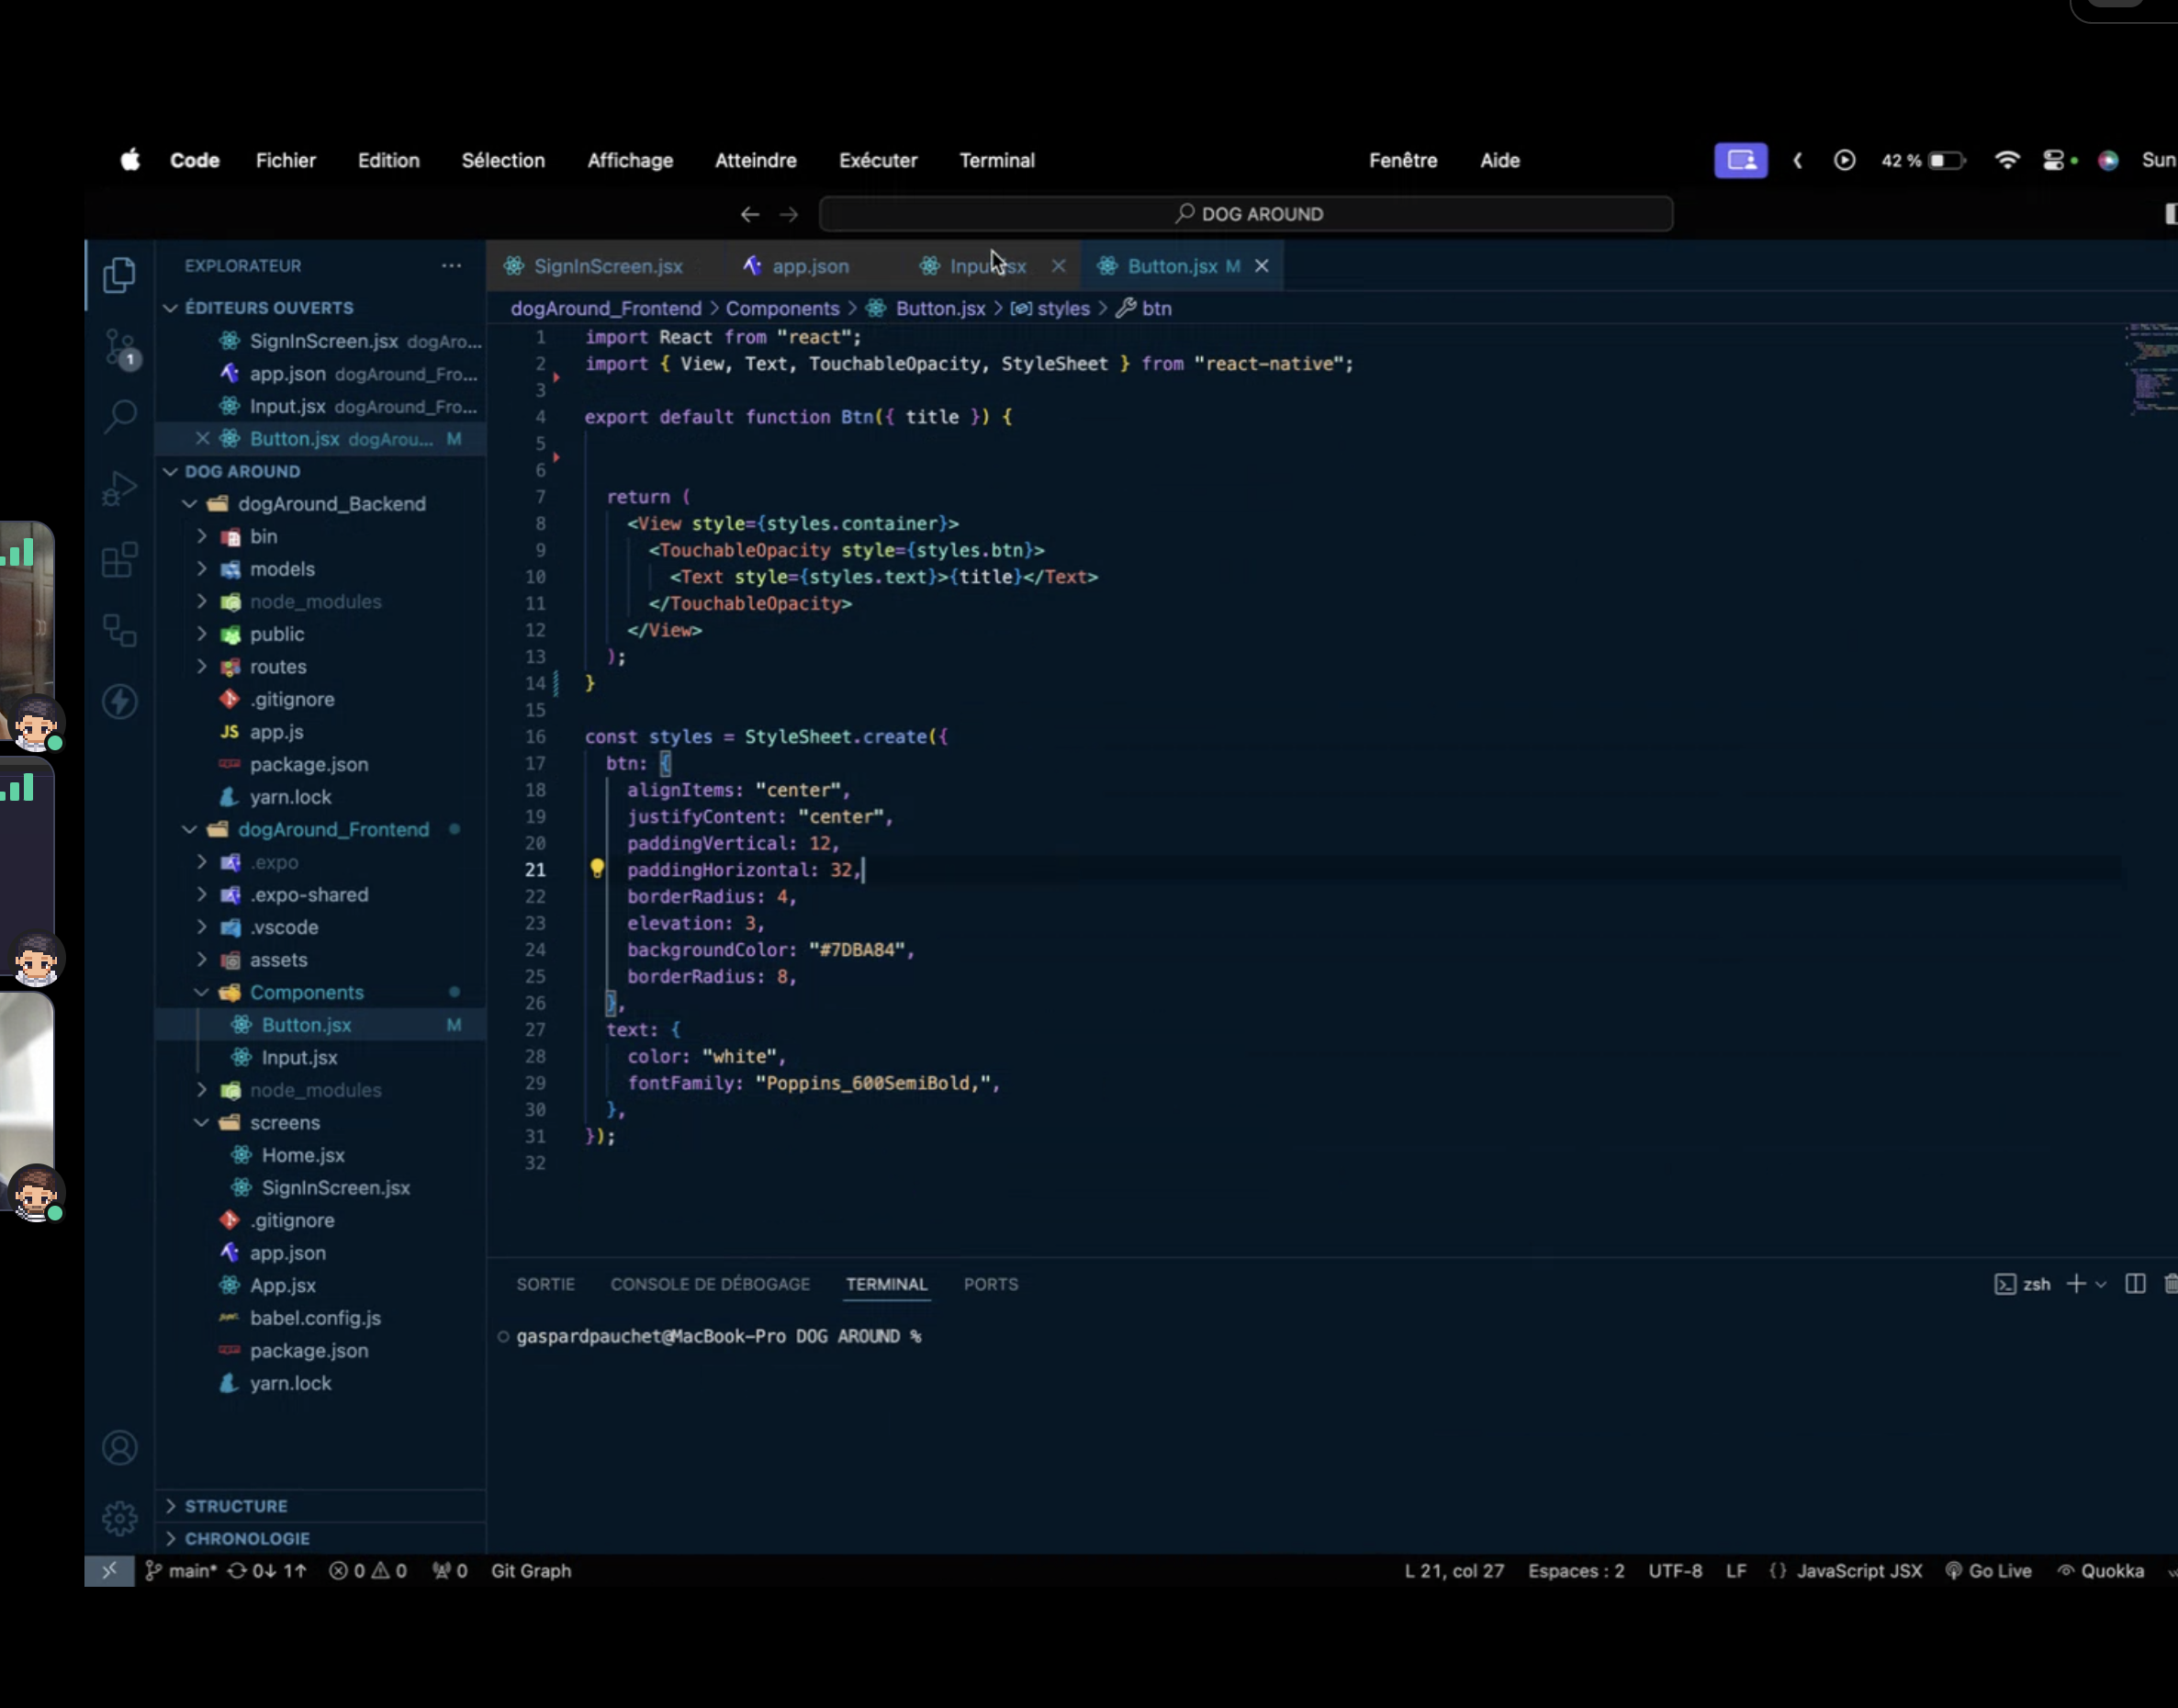 Code Fichier Edition Sélection Affichage Atteindre Exécuter Terminal Fenêtre Aide 42 % Sun
DOG AROUND
EXPLORATEUR
ÉDITEURS OUVERTS
SignInScreen.jsx dogAro...
app.json dogAround_Fro...
Input.jsx dogAround_Fro...
Button.jsx dogArou... M
DOG AROUND
dogAround_Backend
bin
models
node_modules
public
routes
.gitignore
JS app.js
package.json
yarn.lock
dogAround_Frontend
.expo
.expo-shared
.vscode
assets
Components
Button.jsx M
Input.jsx
node_modules
screens
Home.jsx
SignInScreen.jsx
.gitignore
app.json
App.jsx
babel.config.js
package.json
yarn.lock
STRUCTURE
CHRONOLOGIE
1
SignInScreen.jsx app.json Input.jsx Button.jsx M
dogAround_Frontend > Components > Button.jsx > styles > btn
1 import React from "react";
2 import { View, Text, TouchableOpacity, StyleSheet } from "react-native";
3
4 export default function Btn({ title }) {
5
6
7 return (
8 <View style={styles.container}>
9 <TouchableOpacity style={styles.btn}>
10 <Text style={styles.text}>{title}</Text>
11 </TouchableOpacity>
12 </View>
13 );
14 }
15
16 const styles = StyleSheet.create({
17 btn: {
18 alignItems: "center",
19 justifyContent: "center",
20 paddingVertical: 12,
21 paddingHorizontal: 32,
22 borderRadius: 4,
23 elevation: 3,
24 backgroundColor: "#7DBA84",
25 borderRadius: 8,
26 },
27 text: {
28 color: "white",
29 fontFamily: "Poppins_600SemiBold,",
30 },
31 });
32
SORTIE CONSOLE DE DÉBOGAGE TERMINAL PORTS zsh
gaspardpauchet@MacBook-Pro DOG AROUND %
main* 0↓ 1↑ 0 0 0 Git Graph L 21, col 27 Espaces : 2 UTF-8 LF {} JavaScript JSX Go Live Quokka